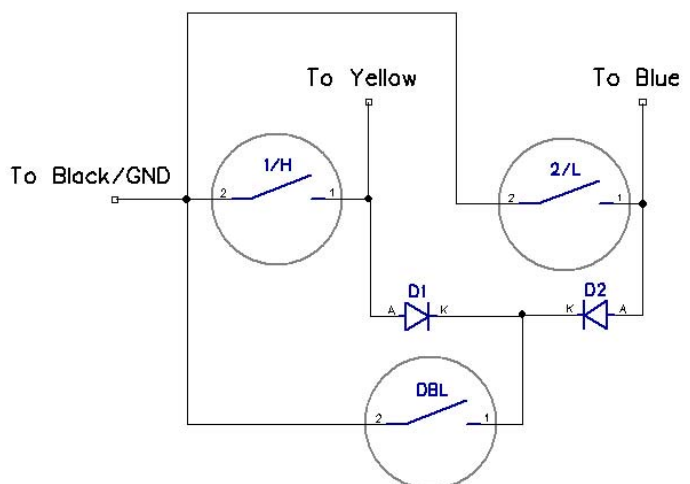 To Yellow
To Blue
1/H
2/L
To Black/GND
2 1
2 1
D1
D2
A K
K A
DBL
2 1